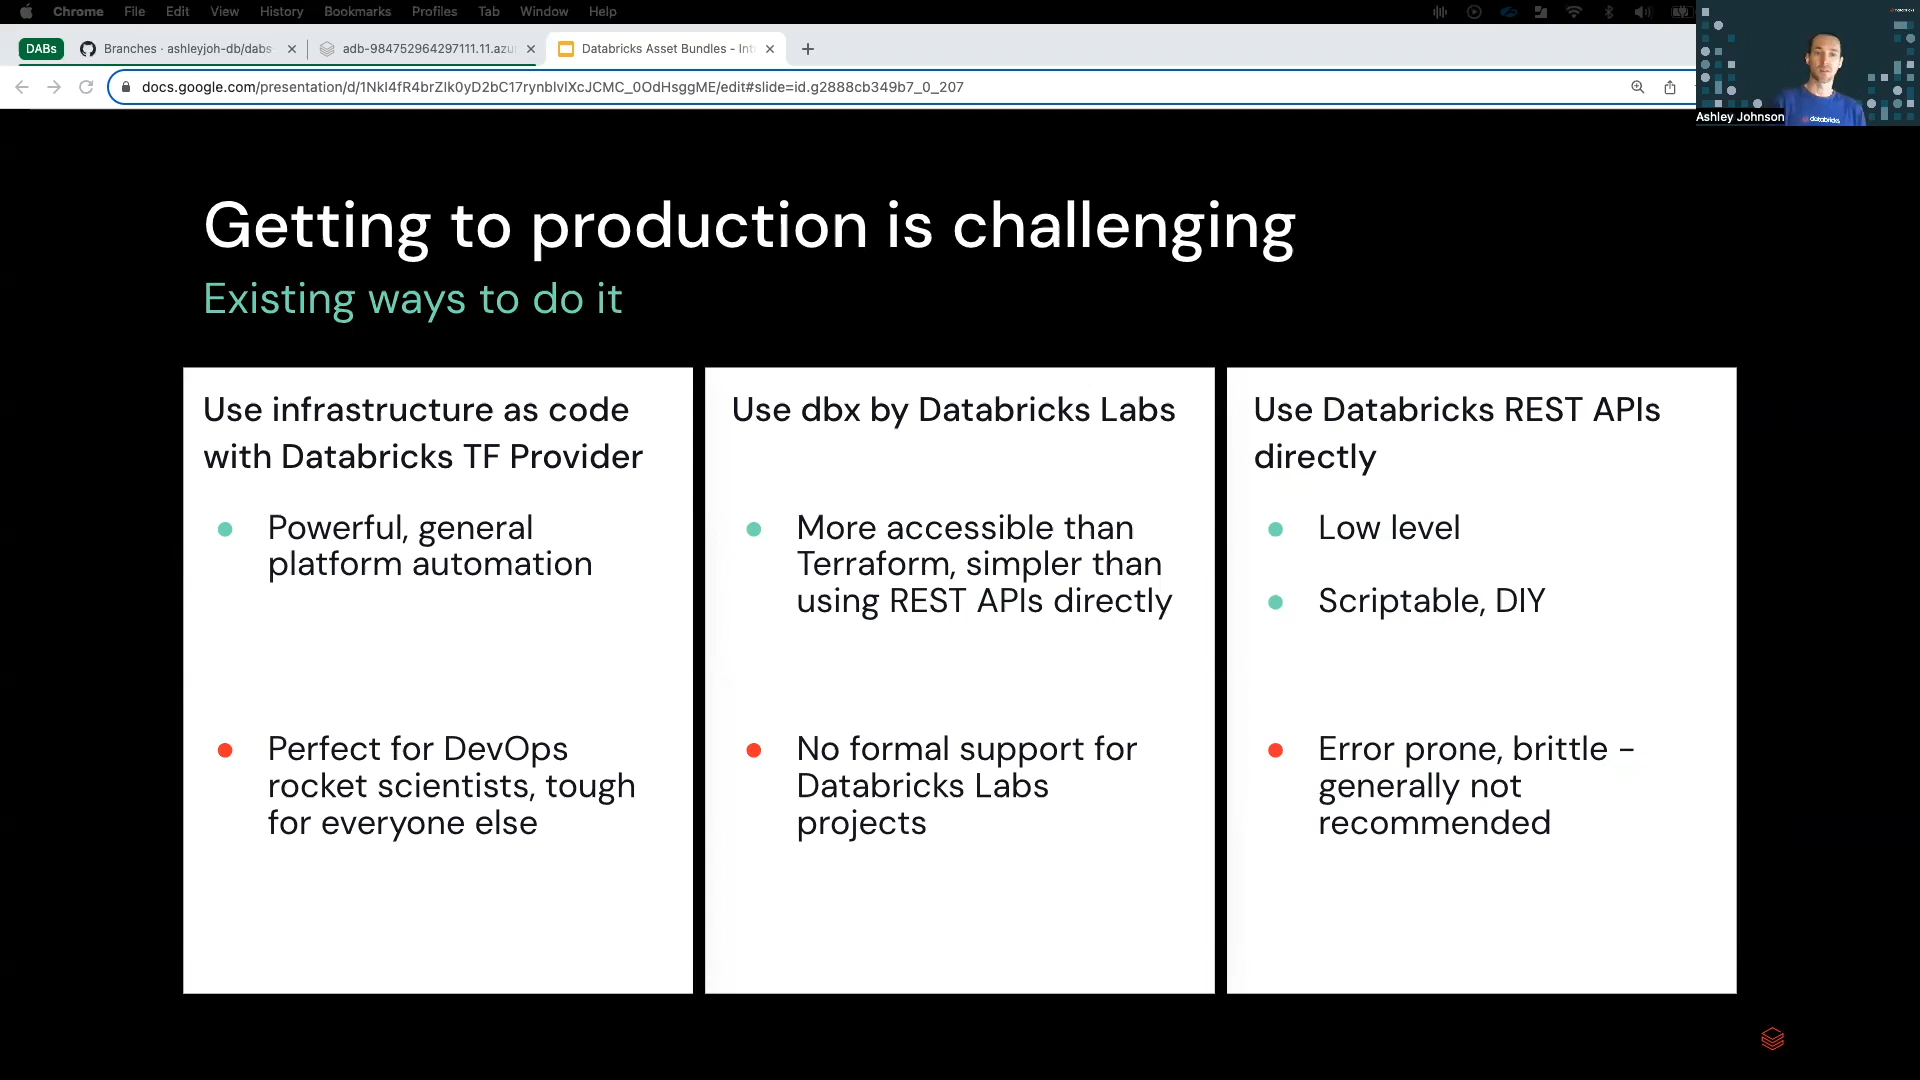 Chrome File Edit View History Bookmarks Profiles Tab Window Help
DABs Branches · ashleyjoh-db/dabs- adb-984752964297111.11.azu Databricks Asset Bundles - Int
docs.google.com/presentation/d/1NkI4fR4brZlk0yD2bC17rynbIvIXcJCMC_0OdHsggME/edit#slide=id.g2888cb349b7_0_207
databricks
Ashley Johnson
Getting to production is challenging
Existing ways to do it
Use infrastructure as code
with Databricks TF Provider
Powerful, general
platform automation
Perfect for DevOps
rocket scientists, tough
for everyone else
Use dbx by Databricks Labs
More accessible than
Terraform, simpler than
using REST APIs directly
No formal support for
Databricks Labs
projects
Use Databricks REST APIs
directly
Low level
Scriptable, DIY
Error prone, brittle -
generally not
recommended